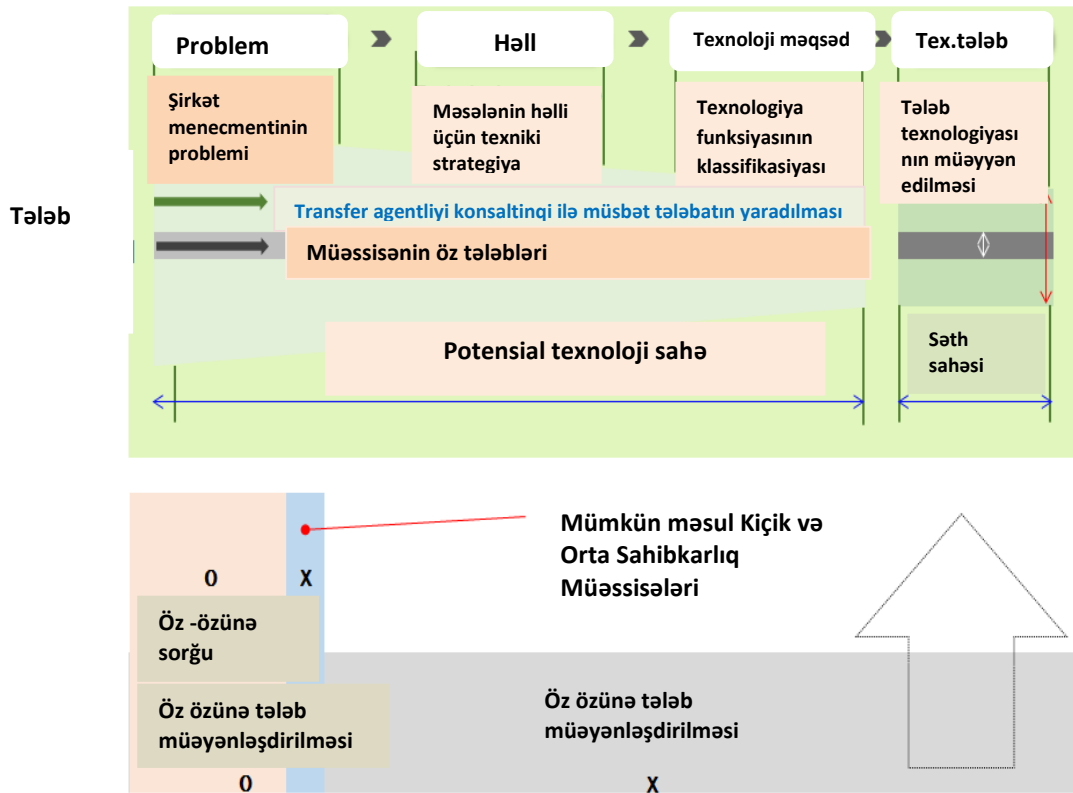 Problem
Həll
Texnoloji məqsəd
Tex.tələb
Şirkət
menecmentinin
problemi
Məsələnin həlli
üçün texniki
strategiya
Texnologiya
funksiyasının
klassifikasiyası
Tələb
texnologiyası
nın müəyyən
edilməsi
Tələb
Transfer agentliyi konsaltinqi ilə müsbət tələbatın yaradılması
Müəssisənin öz tələbləri
Potensial texnoloji sahə
Səth
sahəsi
Mümkün məsul Kiçik və
Orta Sahibkarlıq
Müəssisələri
O
X
Öz -özünə
sorğu
Öz özünə tələb
müəyənləşdirilməsi
Öz özünə tələb
müəyənləşdirilməsi
O
X